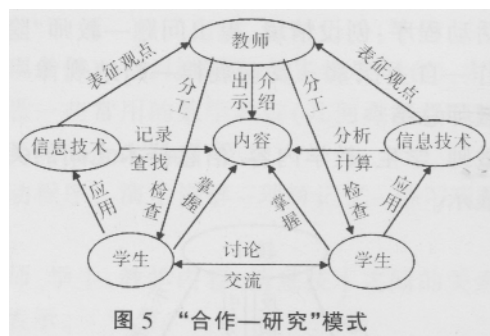 教师
表征观点
表征观点
分工
出示
介绍
分工
信息技术
记录
查找
内容
分析
计算
信息技术
应用
检查
掌握
掌握
检查
应用
学生
讨论
交流
学生
图 5 “合作—研究”模式